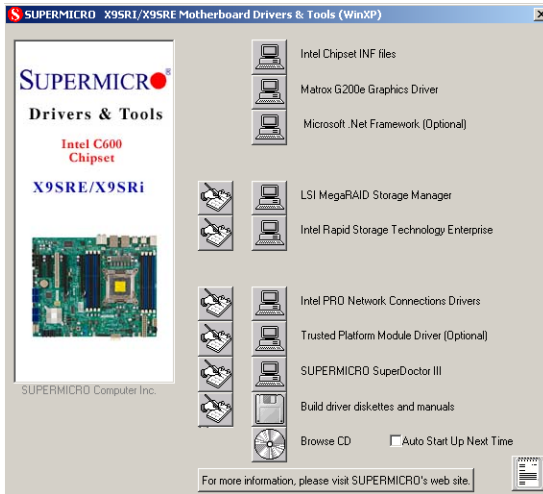 SUPERMICRO X9SRI/X9SRE Motherboard Drivers & Tools (WinXP)
SUPERMICRO®
Drivers & Tools
Intel C600
Chipset
X9SRE/X9SRi
SUPERMICRO Computer Inc.
Intel Chipset INF files
Matrox G200e Graphics Driver
Microsoft .Net Framework (Optional)
LSI MegaRAID Storage Manager
Intel Rapid Storage Technology Enterprise
Intel PRO Network Connections Drivers
Trusted Platform Module Driver (Optional)
SUPERMICRO SuperDoctor III
Build driver diskettes and manuals
Browse CD
Auto Start Up Next Time
For more information, please visit SUPERMICRO's web site.